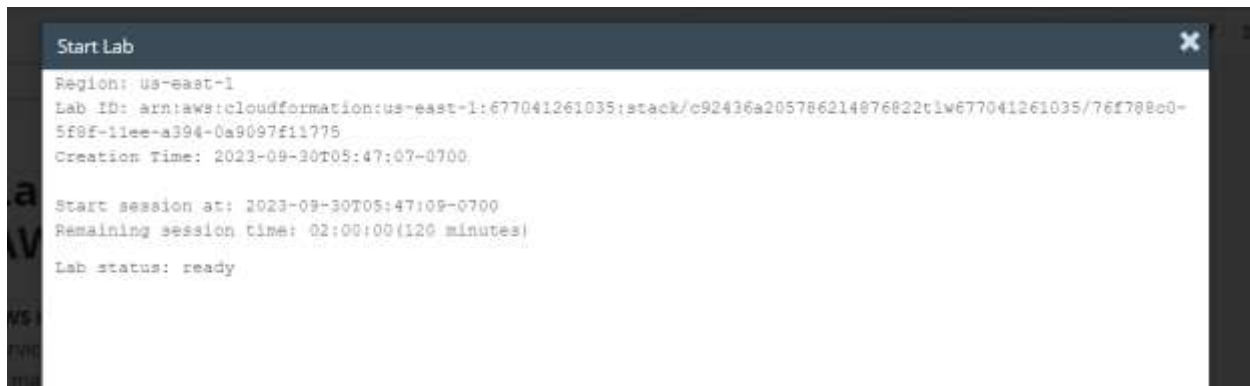 Start Lab
Region: us-east-1
Lab ID: arn:aws:cloudformation:us-east-1:677041261035:stack/c92436a205786214876822t1w677041261035/76f788c0-
5f8f-11ee-a394-0a9097f11775
Creation Time: 2023-09-30T05:47:07-0700
Start session at: 2023-09-30T05:47:09-0700
Remaining session time: 02:00:00(120 minutes)
Lab status: ready